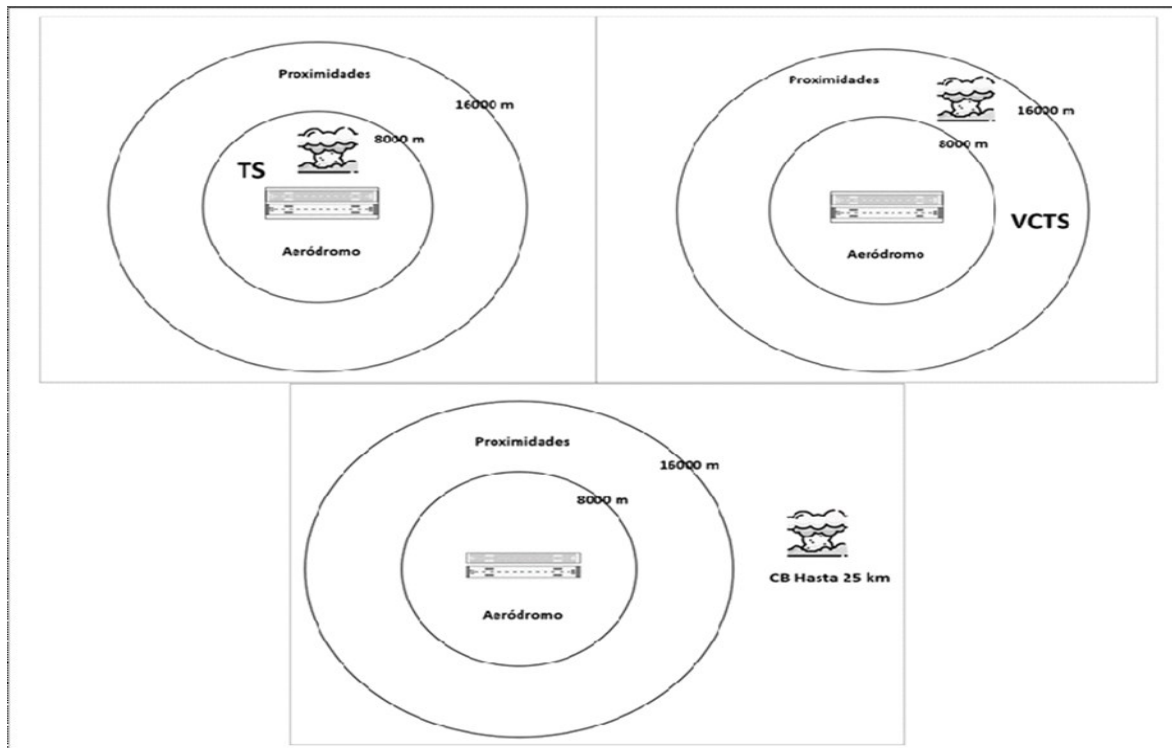 Proximidades
16000 m
8000 m
TS
Aeródromo
Proximidades
16000 m
8000 m
VCTS
Aeródromo
Proximidades
16000 m
8000 m
CB Hasta 25 km
Aeródromo